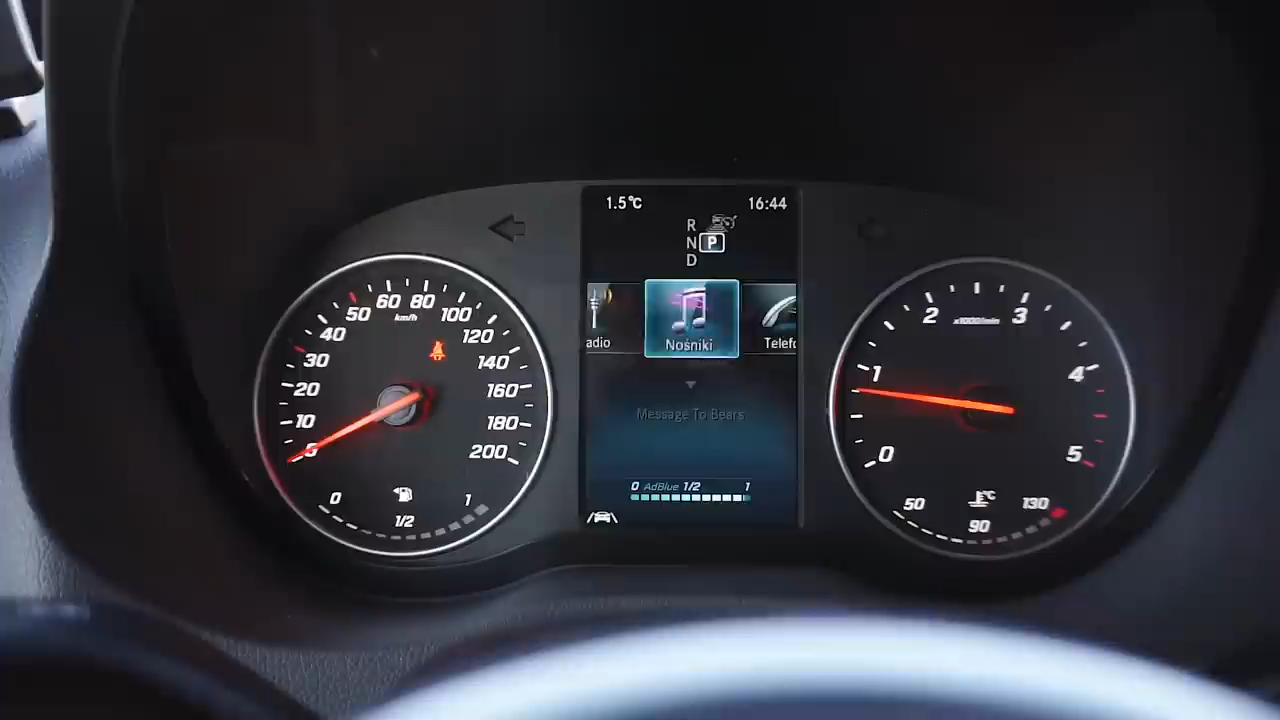 1.5°C
16:44
R
N P
D
adio
Nośniki
Telefo
Message To Bears
0 AdBlue 1/2 1
0
10
20
30
40
50
60
80
100
120
140
160
180
200
km/h
0
1/2
1
0
1
2
3
4
5
x1000/min
50
90
130
°C